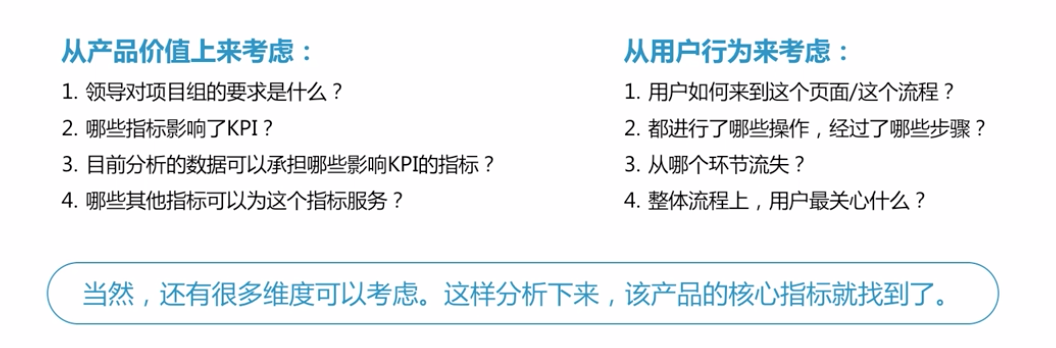 从产品价值上来考虑：
1. 领导对项目组的要求是什么？
2. 哪些指标影响了KPI？
3. 目前分析的数据可以承担哪些影响KPI的指标？
4. 哪些其他指标可以为这个指标服务？
从用户行为来考虑：
1. 用户如何来到这个页面/这个流程？
2. 都进行了哪些操作，经过了哪些步骤？
3. 从哪个环节流失？
4. 整体流程上，用户最关心什么？
当然，还有很多维度可以考虑。这样分析下来，该产品的核心指标就找到了。